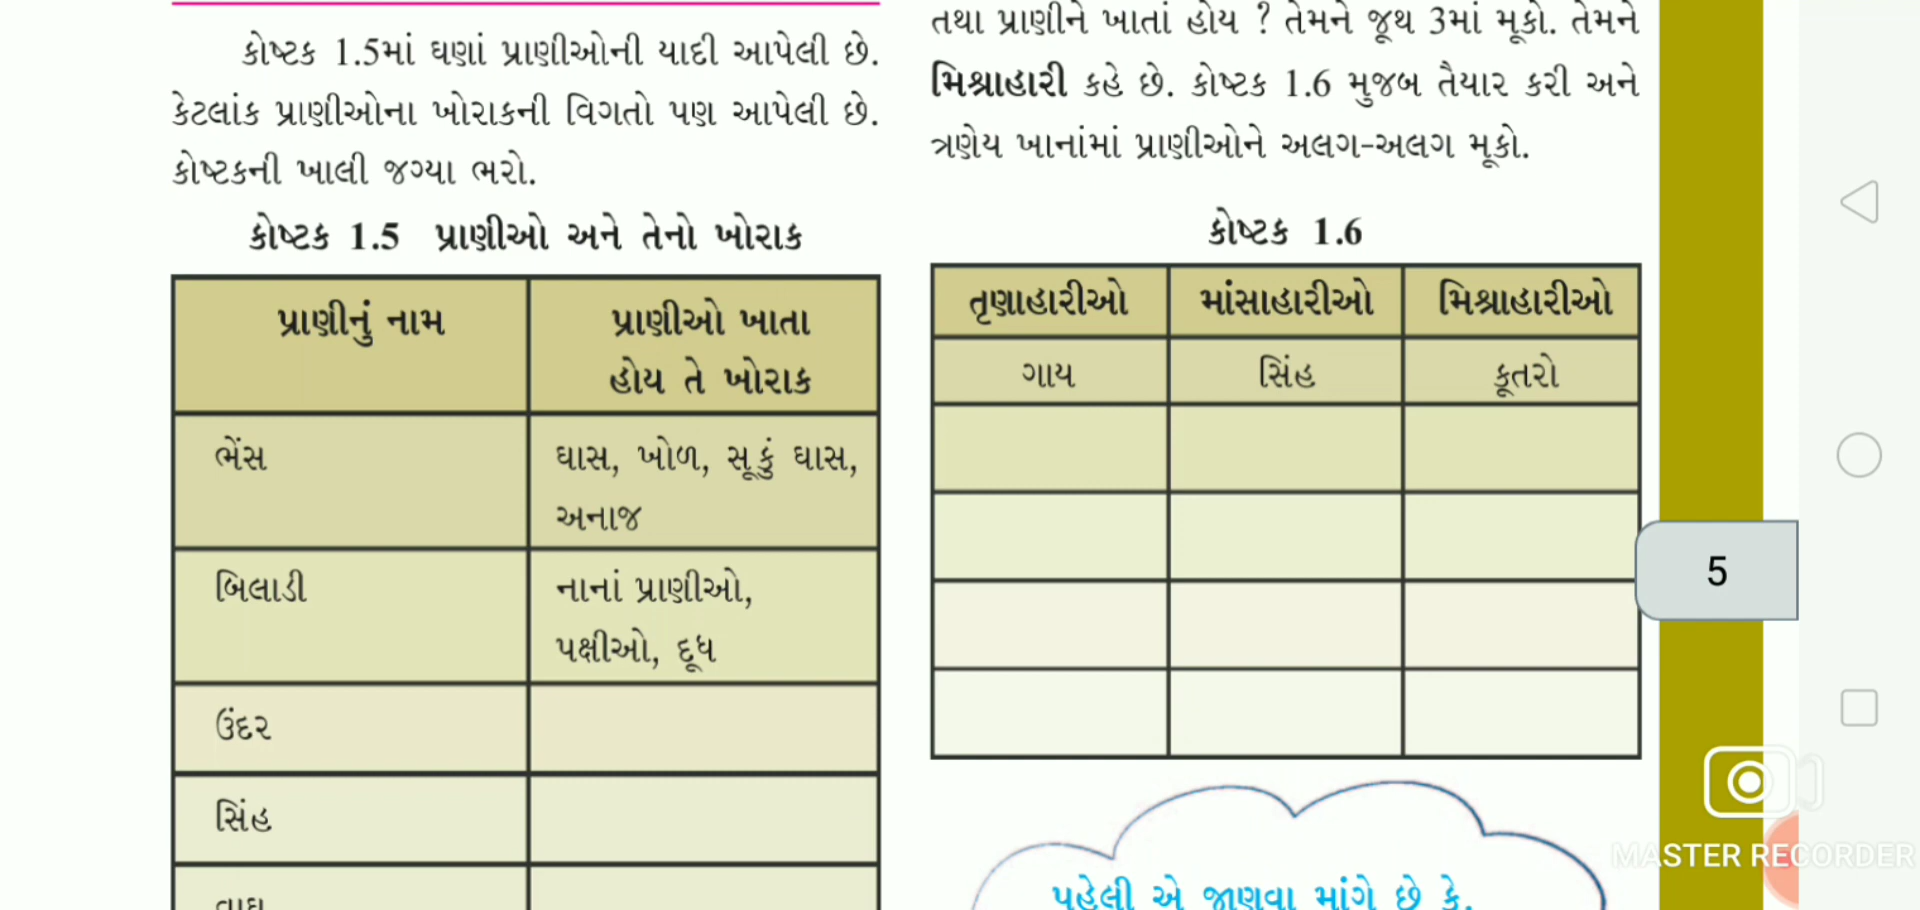 કોષ્ટક 1.5માં ઘણાં પ્રાણીઓની યાદી આપેલી છે.
કેટલાંક પ્રાણીઓના ખોરાકની વિગતો પણ આપેલી છે.
કોષ્ટકની ખાલી જગ્યા ભરો.
કોષ્ટક 1.5 પ્રાણીઓ અને તેનો ખોરાક
પ્રાણીનું નામ
પ્રાણીઓ ખાતા
હોય તે ખોરાક
ભેંસ
ઘાસ, ખોળ, સૂકું ઘાસ,
અનાજ
બિલાડી
નાનાં પ્રાણીઓ,
પક્ષીઓ, દૂધ
ઉંદર
સિંહ
વાઘ
તથા પ્રાણીને ખાતાં હોય ? તેમને જૂથ 3માં મૂકો. તેમને
મિશ્રાહારી કહે છે. કોષ્ટક 1.6 મુજબ તૈયાર કરી અને
ત્રણેય ખાનાંમાં પ્રાણીઓને અલગ-અલગ મૂકો.
કોષ્ટક 1.6
તૃણાહારીઓ માંસાહારીઓ મિશ્રાહારીઓ
ગાય સિંહ કૂતરો
પહેલી એ જાણવા માંગે છે કે,
5
MASTER RECORDER